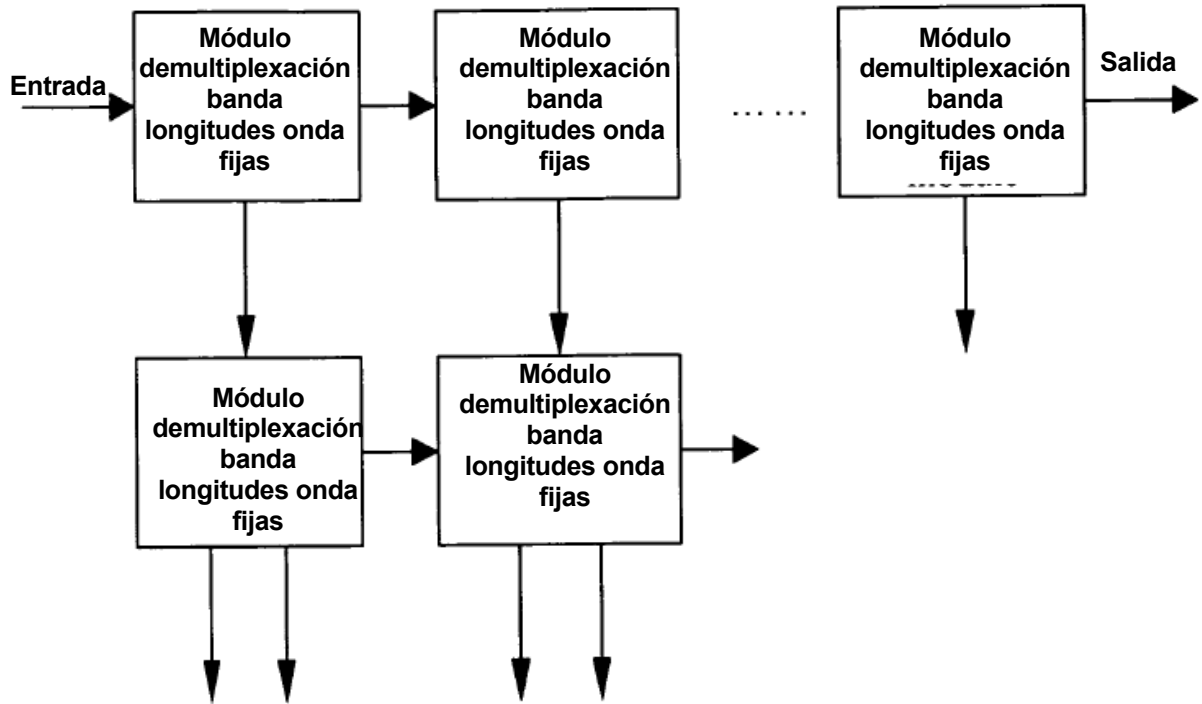 Entrada
Módulo
demultiplexación
banda
longitudes onda
fijas
Módulo
demultiplexación
banda
longitudes onda
fijas
... ...
Módulo
demultiplexación
banda
longitudes onda
fijas
Salida
Módulo
demultiplexación
banda
longitudes onda
fijas
Módulo
demultiplexación
banda
longitudes onda
fijas